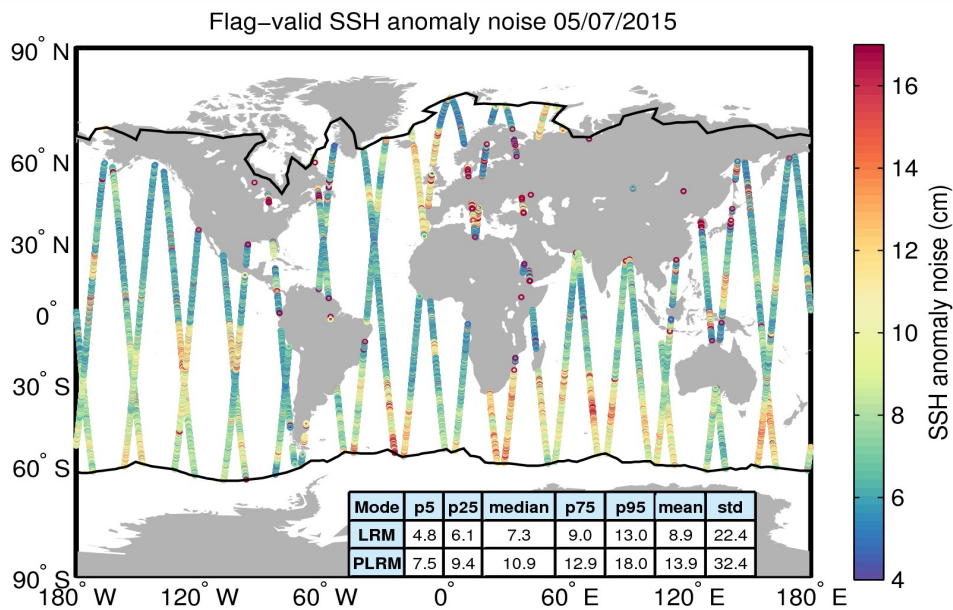 Flag–valid SSH anomaly noise 05/07/2015
90° N
60° N
30° N
0°
30° S
60° S
90° S
180° W 120° W 60° W 0° 60° E 120° E 180° E
Mode p5 p25 median p75 p95 mean std
LRM 4.8 6.1 7.3 9.0 13.0 8.9 22.4
PLRM 7.5 9.4 10.9 12.9 18.0 13.9 32.4
16
14
12
10
8
6
4
SSH anomaly noise (cm)